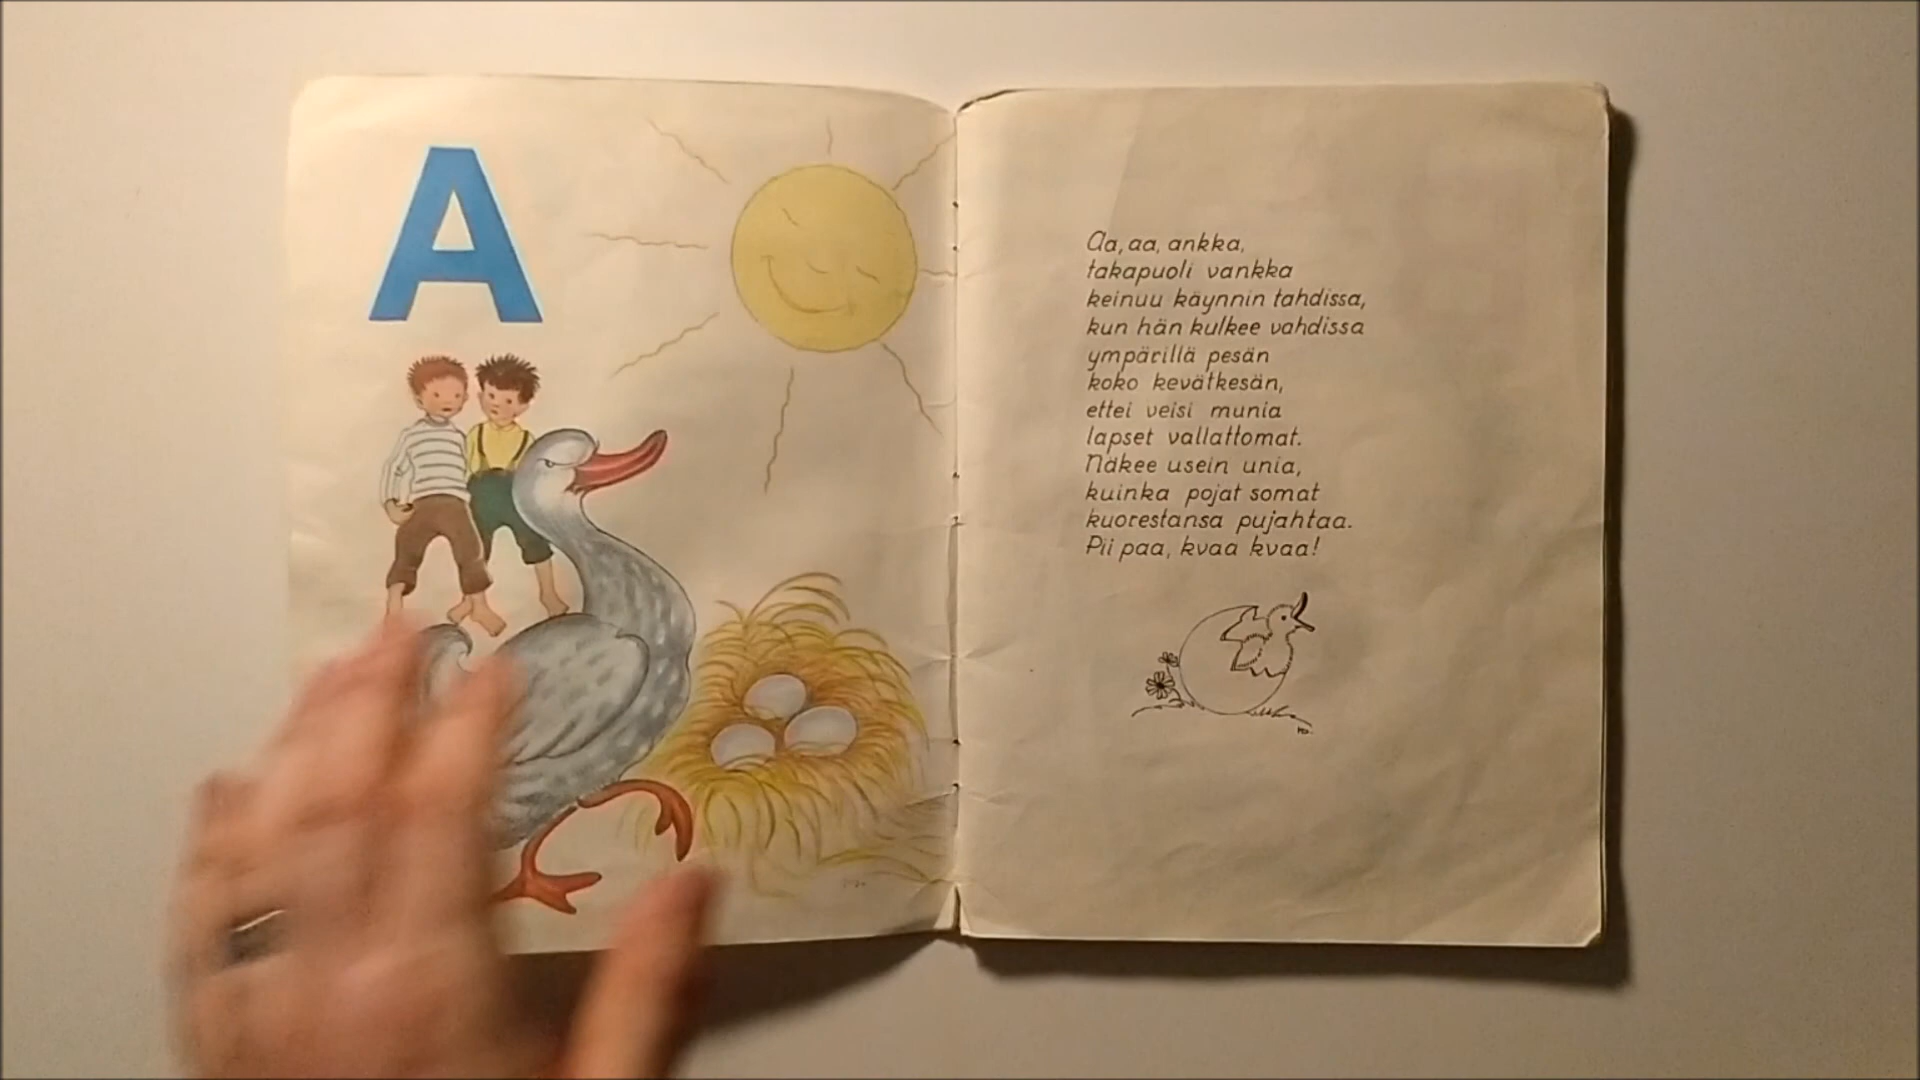 A
Aa, aa, ankka,
takapuoli vankka
keinuu käynnin tahdissa,
kun hän kulkee vahdissa
ympärillä pesän
koko kevätkesän,
ettei veisi munia
lapset vallattomat.
Näkee usein unia,
kuinka pojat somat
kuorestansa pujahtaa.
Pii paa, kvaa kvaa!